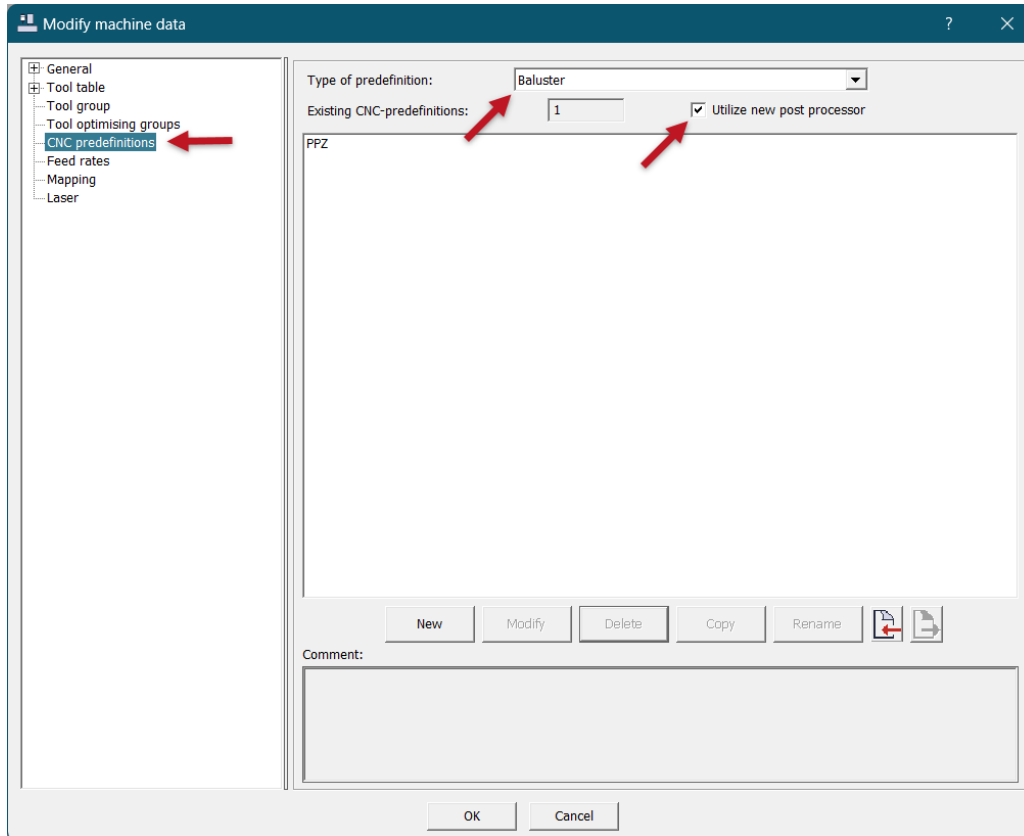 Modify machine data
General
Tool table
Tool group
Tool optimising groups
CNC predefinitions
Feed rates
Mapping
Laser
Type of predefinition: Baluster
Existing CNC-predefinitions: 1 Utilize new post processor
PPZ
New Modify Delete Copy Rename
Comment:
OK Cancel